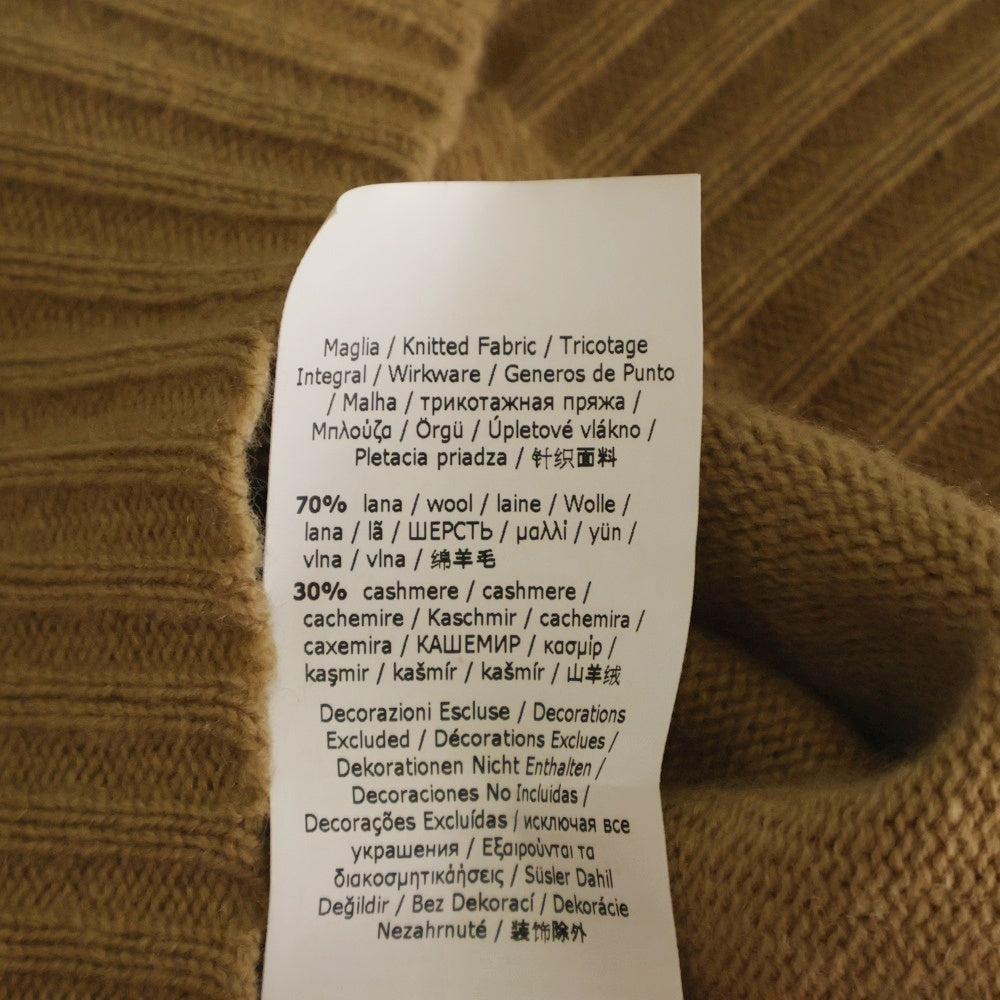 Maglia / Knitted Fabric / Tricotage
Integral / Wirkware / Generos de Punto
/ Malha / трикотажная пряжа /
Μπλούζα / Örgü / Úpletové vlákno /
Pletacia priadza / 针织面料
70% lana / wool / laine / Wolle /
lana / lã / ШЕРСТЬ / μαλλί / yün /
vlna / vlna / 绵羊毛
30% cashmere / cashmere /
cachemire / Kaschmir / cachemira /
caxemira / КАШЕМИР / κασμίρ /
kaşmir / kašmír / kašmír / 山羊绒
Decorazioni Escluse / Decorations
Excluded / Décorations Exclues /
Dekorationen Nicht Enthalten /
Decoraciones No Incluidas /
Decorações Excluídas / исключая все
украшения / Εξαιρούνται τα
διακοσμητικάήσεις / Süsler Dahil
Değildir / Bez Dekorací / Dekorácie
Nezahrnuté / 装饰除外